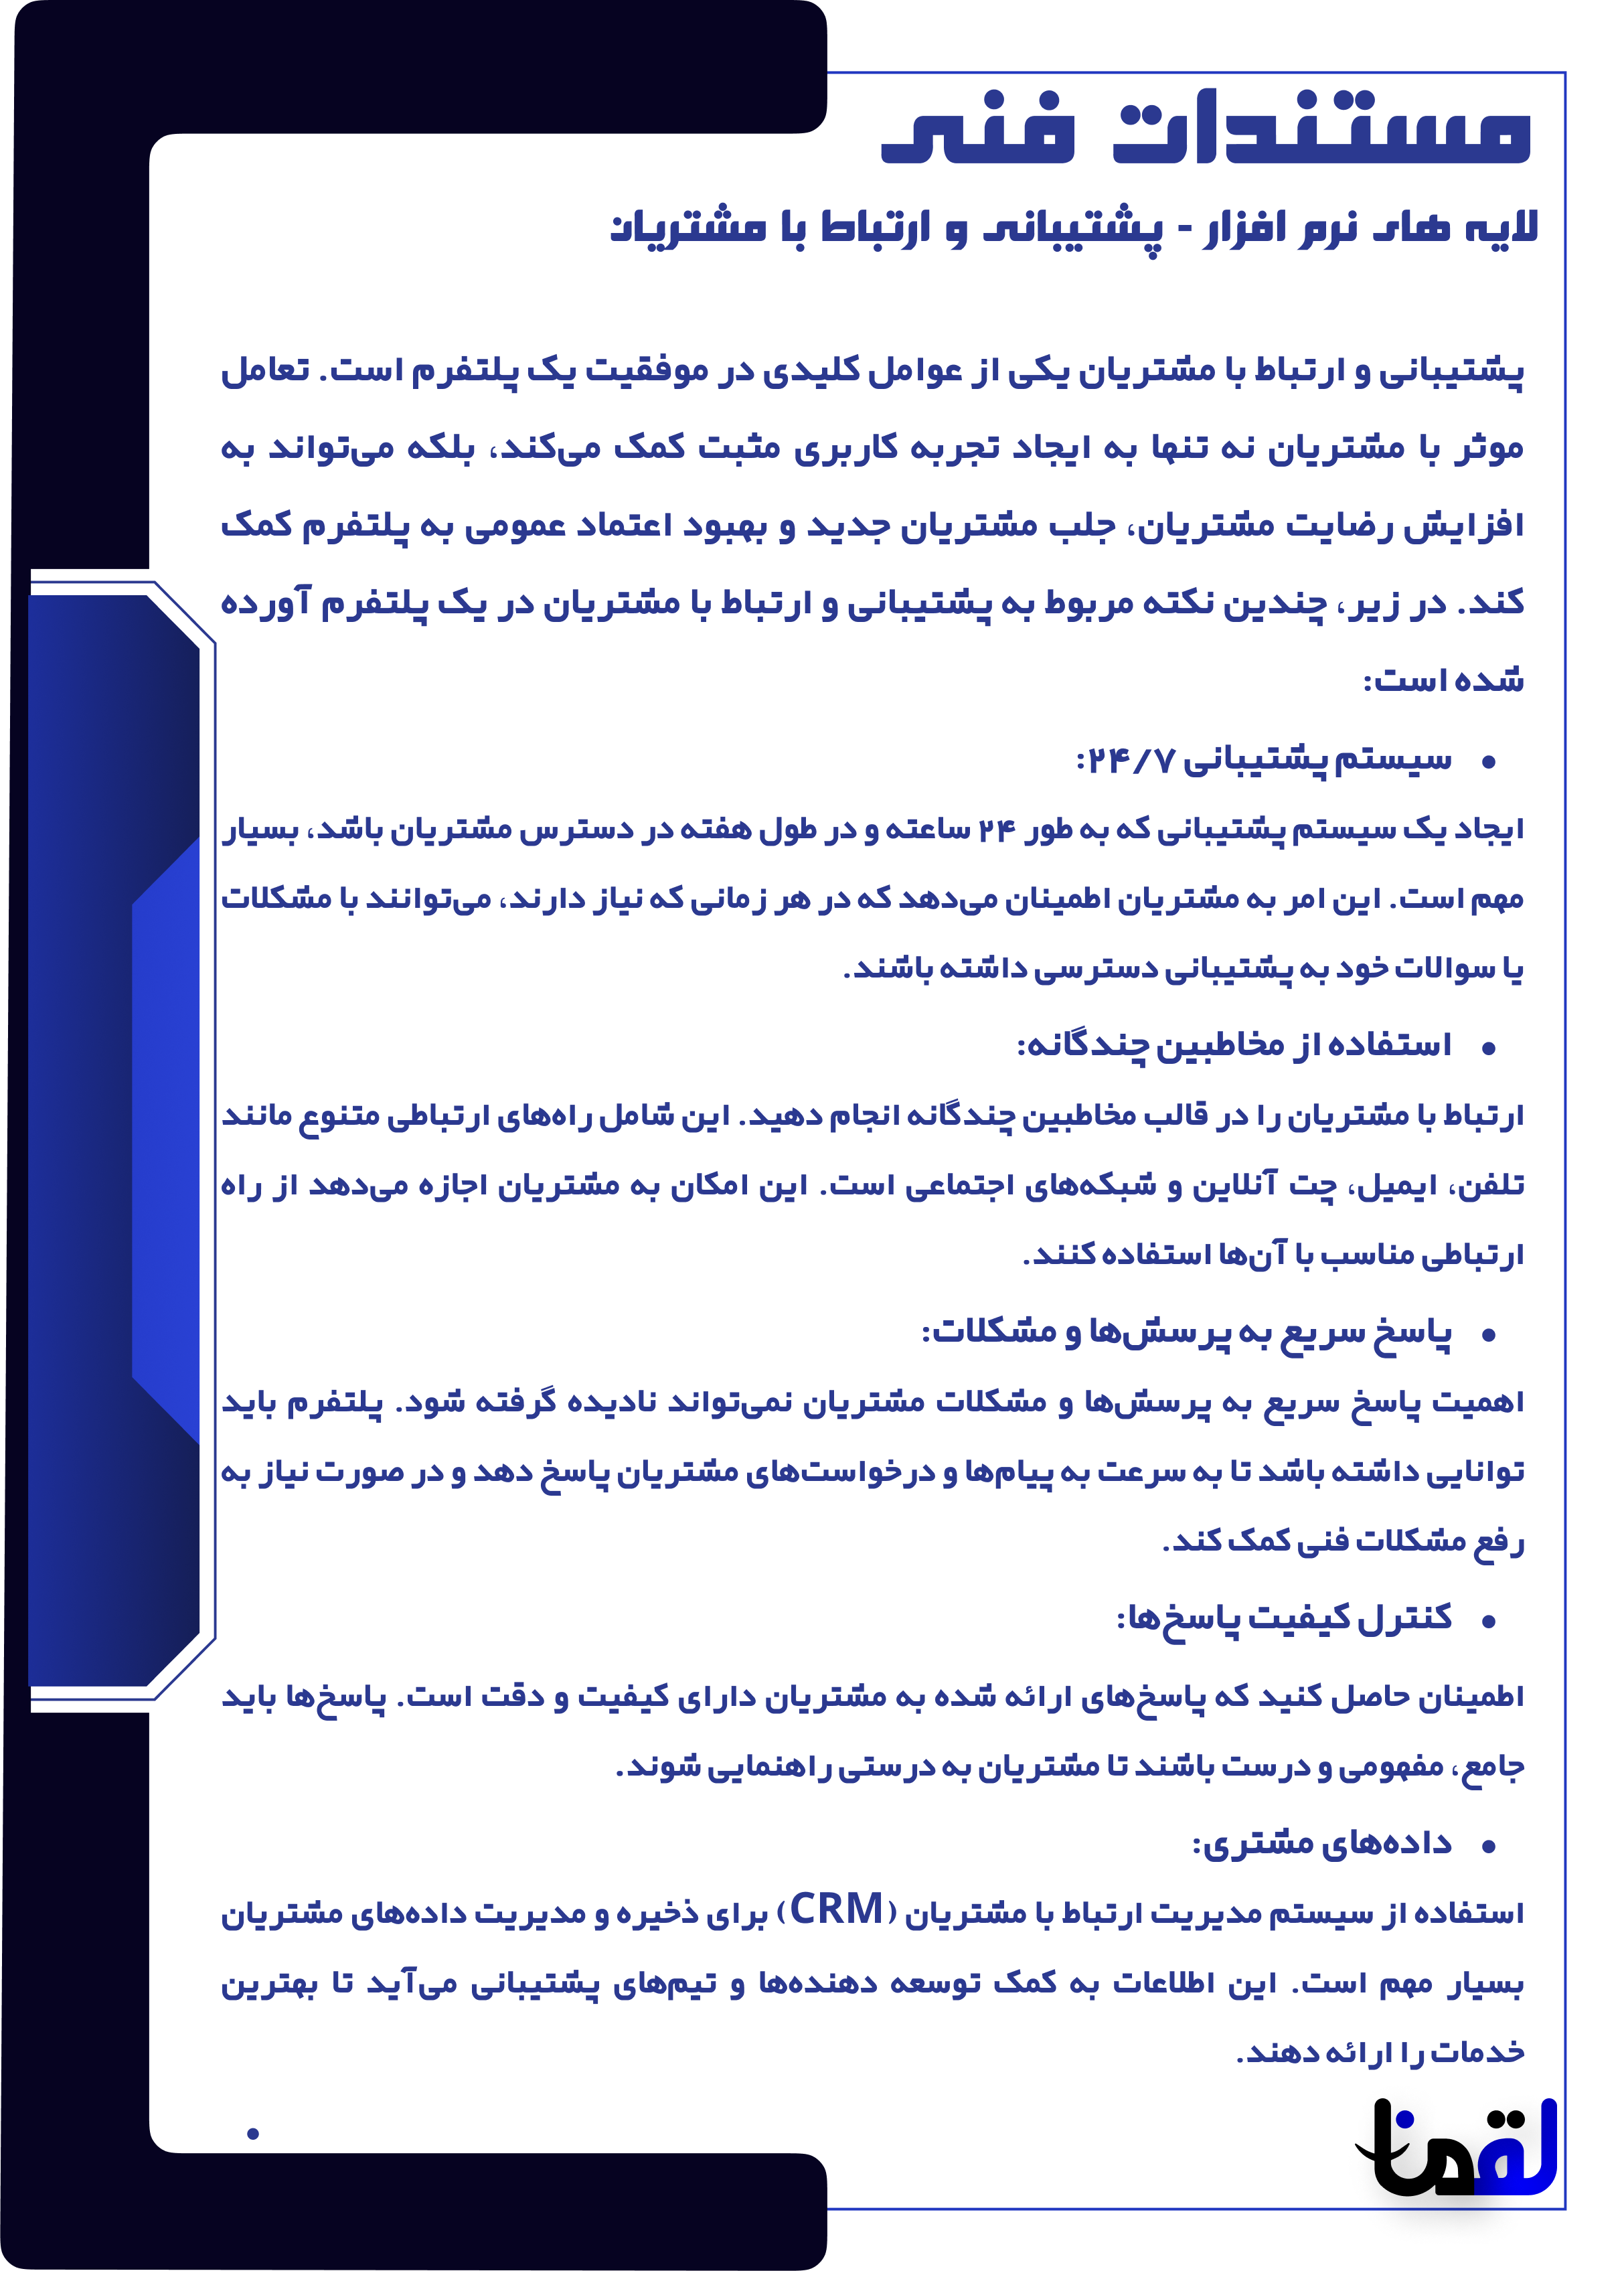 مستندات فنی
لایه های نرم افزار - پشتیبانی و ارتباط با مشتریان
پشتیبانی و ارتباط با مشتریان یکی از عوامل کلیدی در موفقیت یک پلتفرم است. تعامل
موثر با مشتریان نه تنها به ایجاد تجربه کاربری مثبت کمک می‌کند، بلکه می‌تواند به
افزایش رضایت مشتریان، جلب مشتریان جدید و بهبود اعتماد عمومی به پلتفرم کمک
کند. در زیر، چندین نکته مربوط به پشتیبانی و ارتباط با مشتریان در یک پلتفرم آورده
شده است:
• سیستم پشتیبانی ۲۴/۷:
ایجاد یک سیستم پشتیبانی که به طور ۲۴ ساعته و در طول هفته در دسترس مشتریان باشد، بسیار
مهم است. این امر به مشتریان اطمینان می‌دهد که در هر زمانی که نیاز دارند، می‌توانند با مشکلات
یا سوالات خود به پشتیبانی دسترسی داشته باشند.
• استفاده از مخاطبین چندگانه:
ارتباط با مشتریان را در قالب مخاطبین چندگانه انجام دهید. این شامل راه‌های ارتباطی متنوع مانند
تلفن، ایمیل، چت آنلاین و شبکه‌های اجتماعی است. این امکان به مشتریان اجازه می‌دهد از راه
ارتباطی مناسب با آن‌ها استفاده کنند.
• پاسخ سریع به پرسش‌ها و مشکلات:
اهمیت پاسخ سریع به پرسش‌ها و مشکلات مشتریان نمی‌تواند نادیده گرفته شود. پلتفرم باید
توانایی داشته باشد تا به سرعت به پیام‌ها و درخواست‌های مشتریان پاسخ دهد و در صورت نیاز به
رفع مشکلات فنی کمک کند.
• کنترل کیفیت پاسخ‌ها:
اطمینان حاصل کنید که پاسخ‌های ارائه شده به مشتریان دارای کیفیت و دقت است. پاسخ‌ها باید
جامع، مفهومی و درست باشند تا مشتریان به درستی راهنمایی شوند.
• داده‌های مشتری:
استفاده از سیستم مدیریت ارتباط با مشتریان (CRM) برای ذخیره و مدیریت داده‌های مشتریان
بسیار مهم است. این اطلاعات به کمک توسعه دهنده‌ها و تیم‌های پشتیبانی می‌آید تا بهترین
خدمات را ارائه دهند.
لقمنا